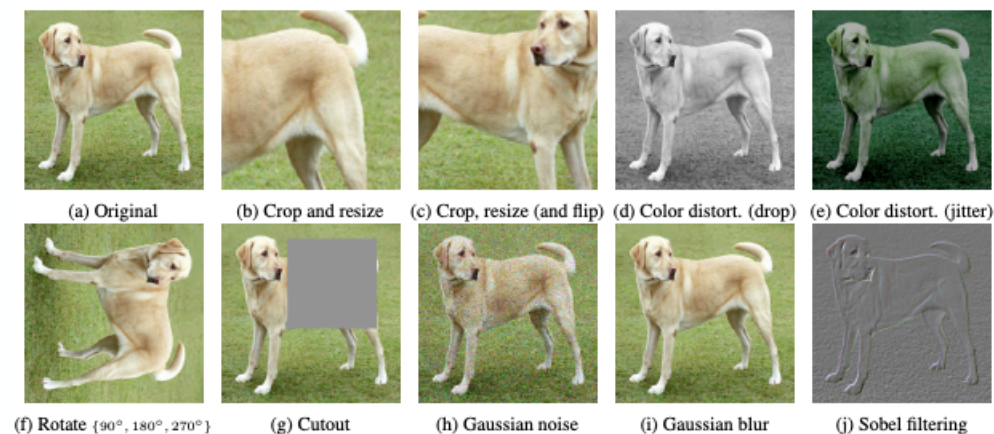 (a) Original
(b) Crop and resize
(c) Crop, resize (and flip)
(d) Color distort. (drop)
(e) Color distort. (jitter)
(f) Rotate {90°, 180°, 270°}
(g) Cutout
(h) Gaussian noise
(i) Gaussian blur
(j) Sobel filtering